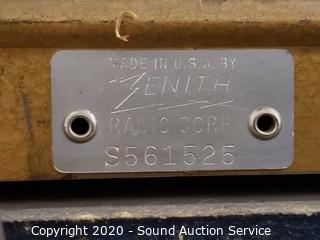 MADE IN U.S.A. BY
ZENITH
RADIO CORP
S561525
Copyright 2020 - Sound Auction Service